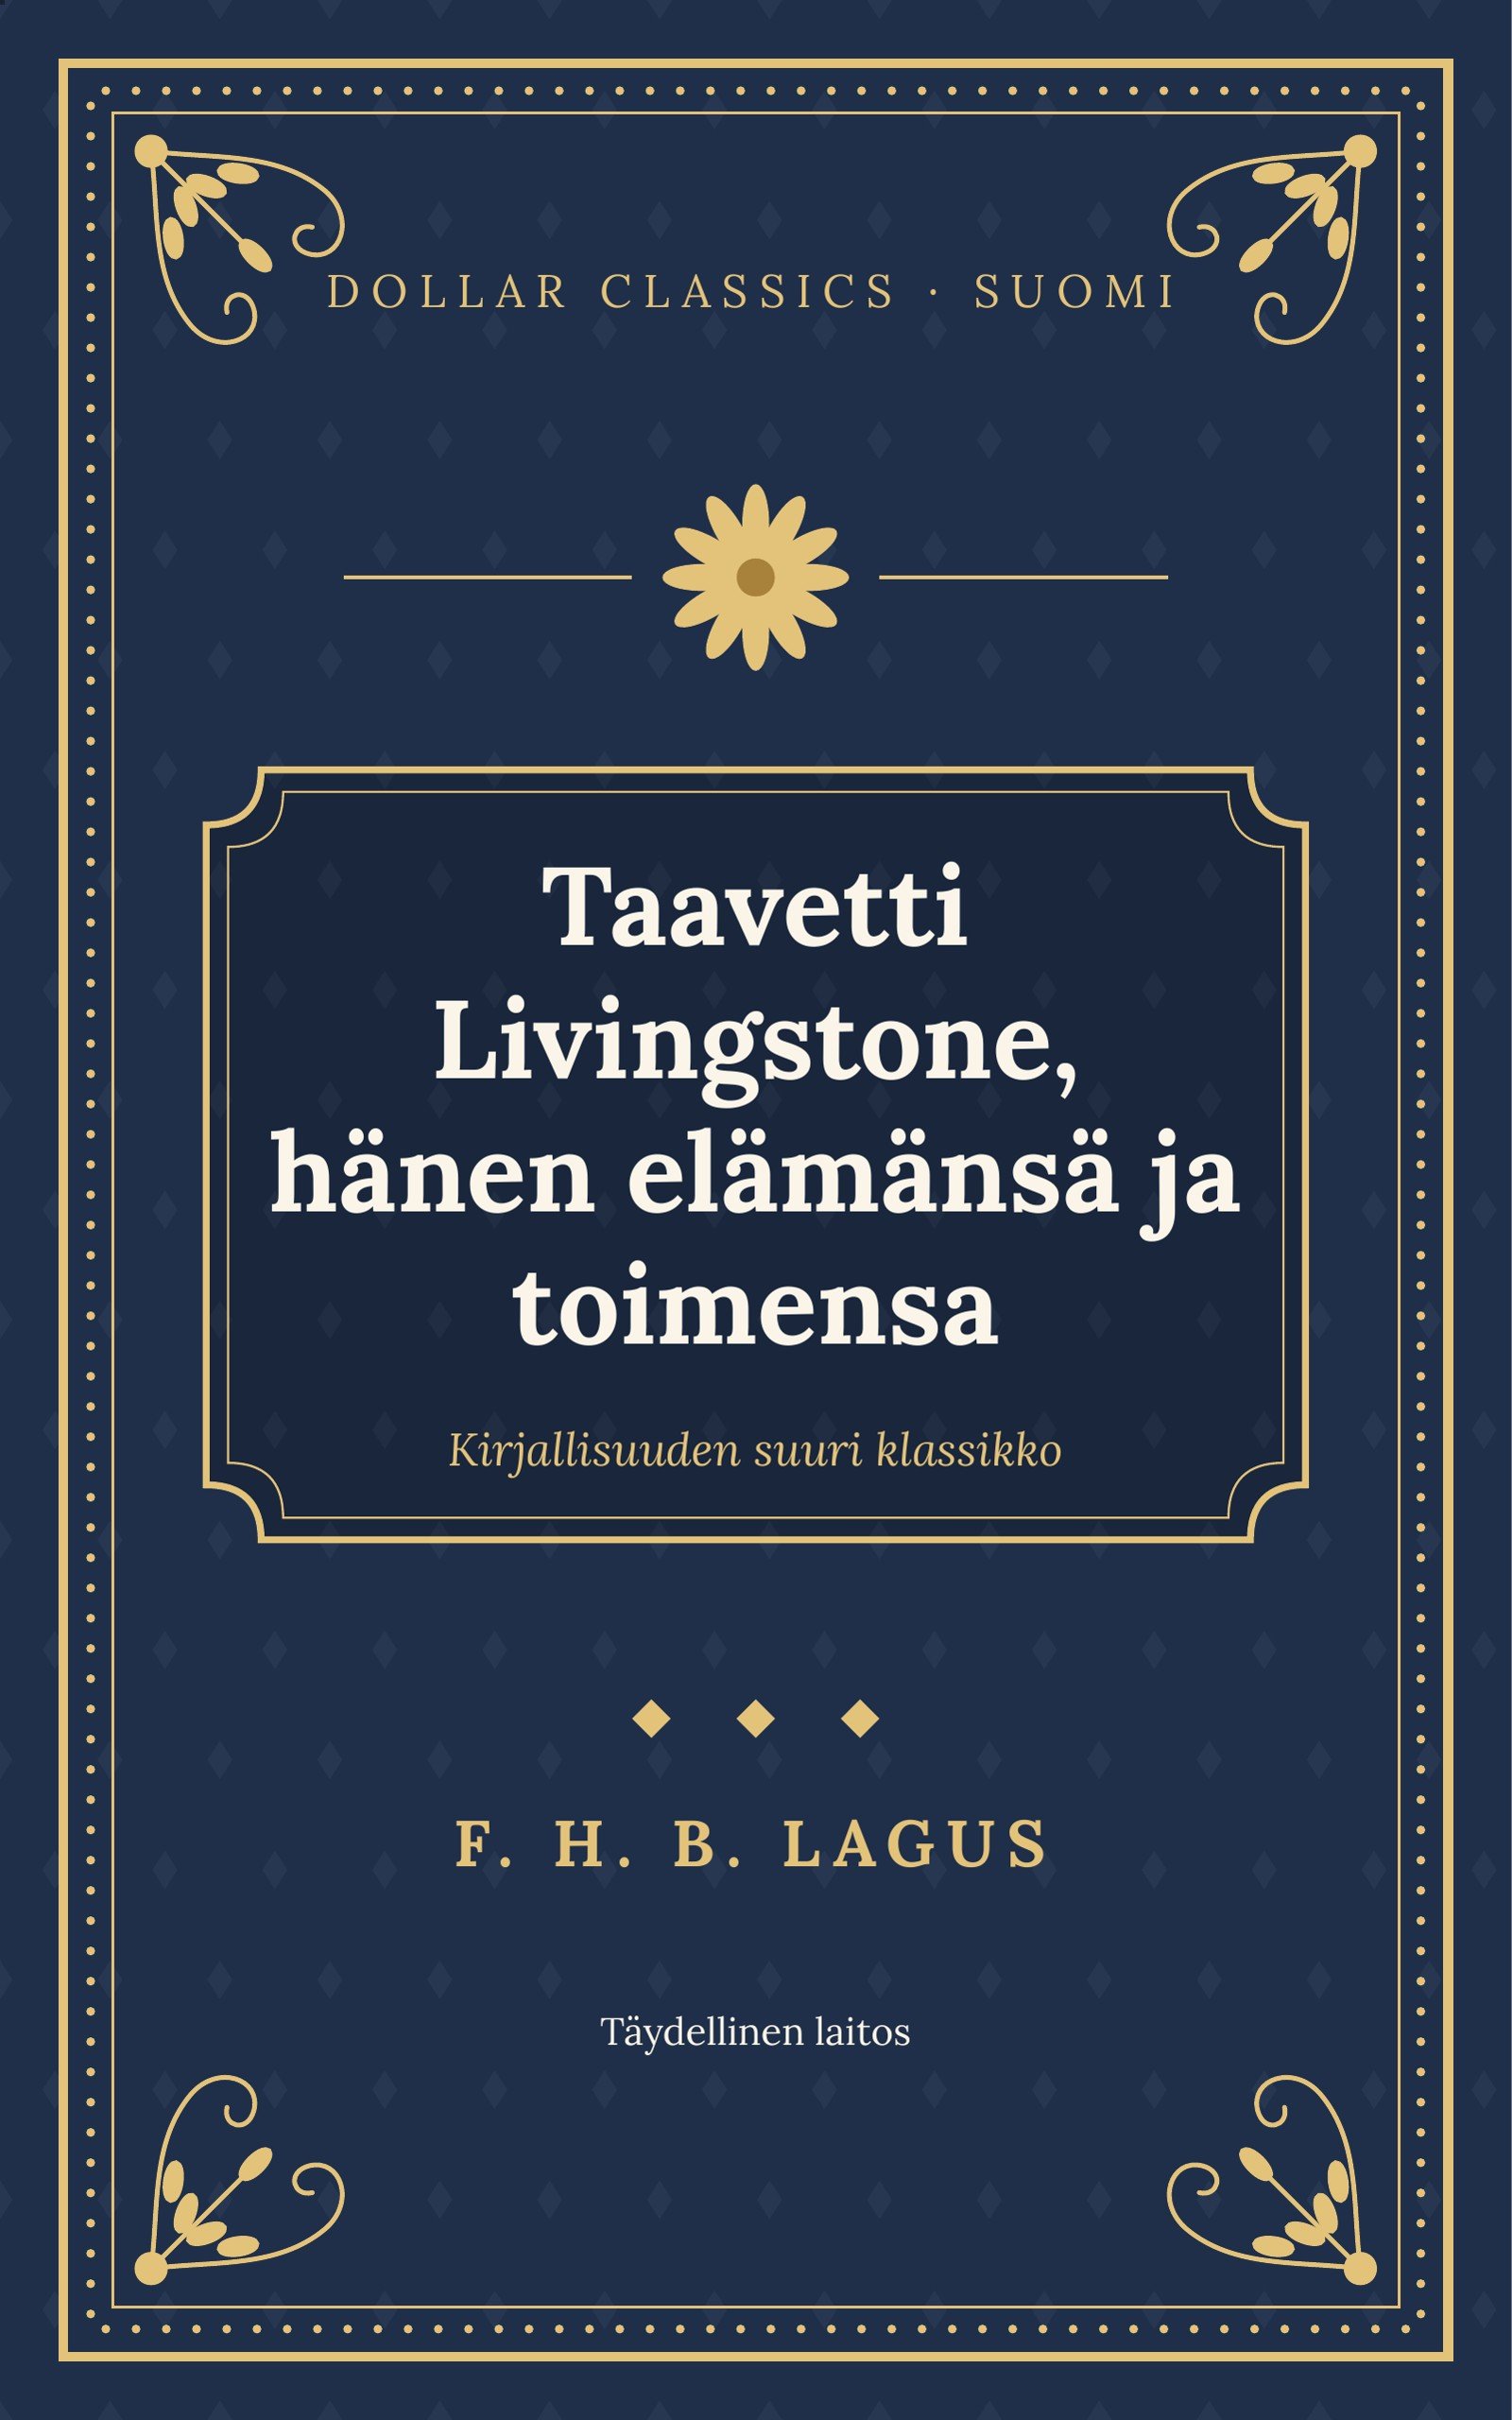 DOLLAR CLASSICS · SUOMI
Taavetti
Livingstone,
hänen elämänsä ja
toimensa
Kirjallisuuden suuri klassikko
F. H. B. LAGUS
Täydellinen laitos